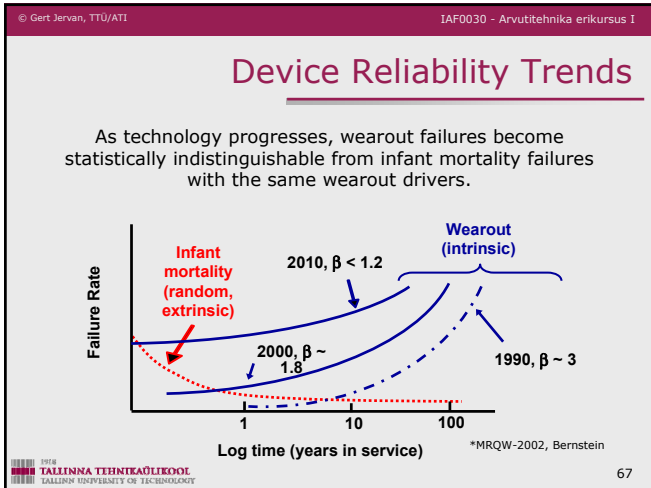 © Gert Jervan, TTÜ/ATI
IAF0030 - Arvutitehnika erikursus I
Device Reliability Trends
As technology progresses, wearout failures become
statistically indistinguishable from infant mortality failures
with the same wearout drivers.
Wearout
(intrinsic)
Infant
mortality
(random,
extrinsic)
2010, β < 1.2
Failure Rate
2000, β ~
1.8
1990, β ~ 3
1
10
100
Log time (years in service)
*MRQW-2002, Bernstein
1918
TALLINNA TEHNIKAÜLIKOOL
TALLINN UNIVERSITY OF TECHNOLOGY
67